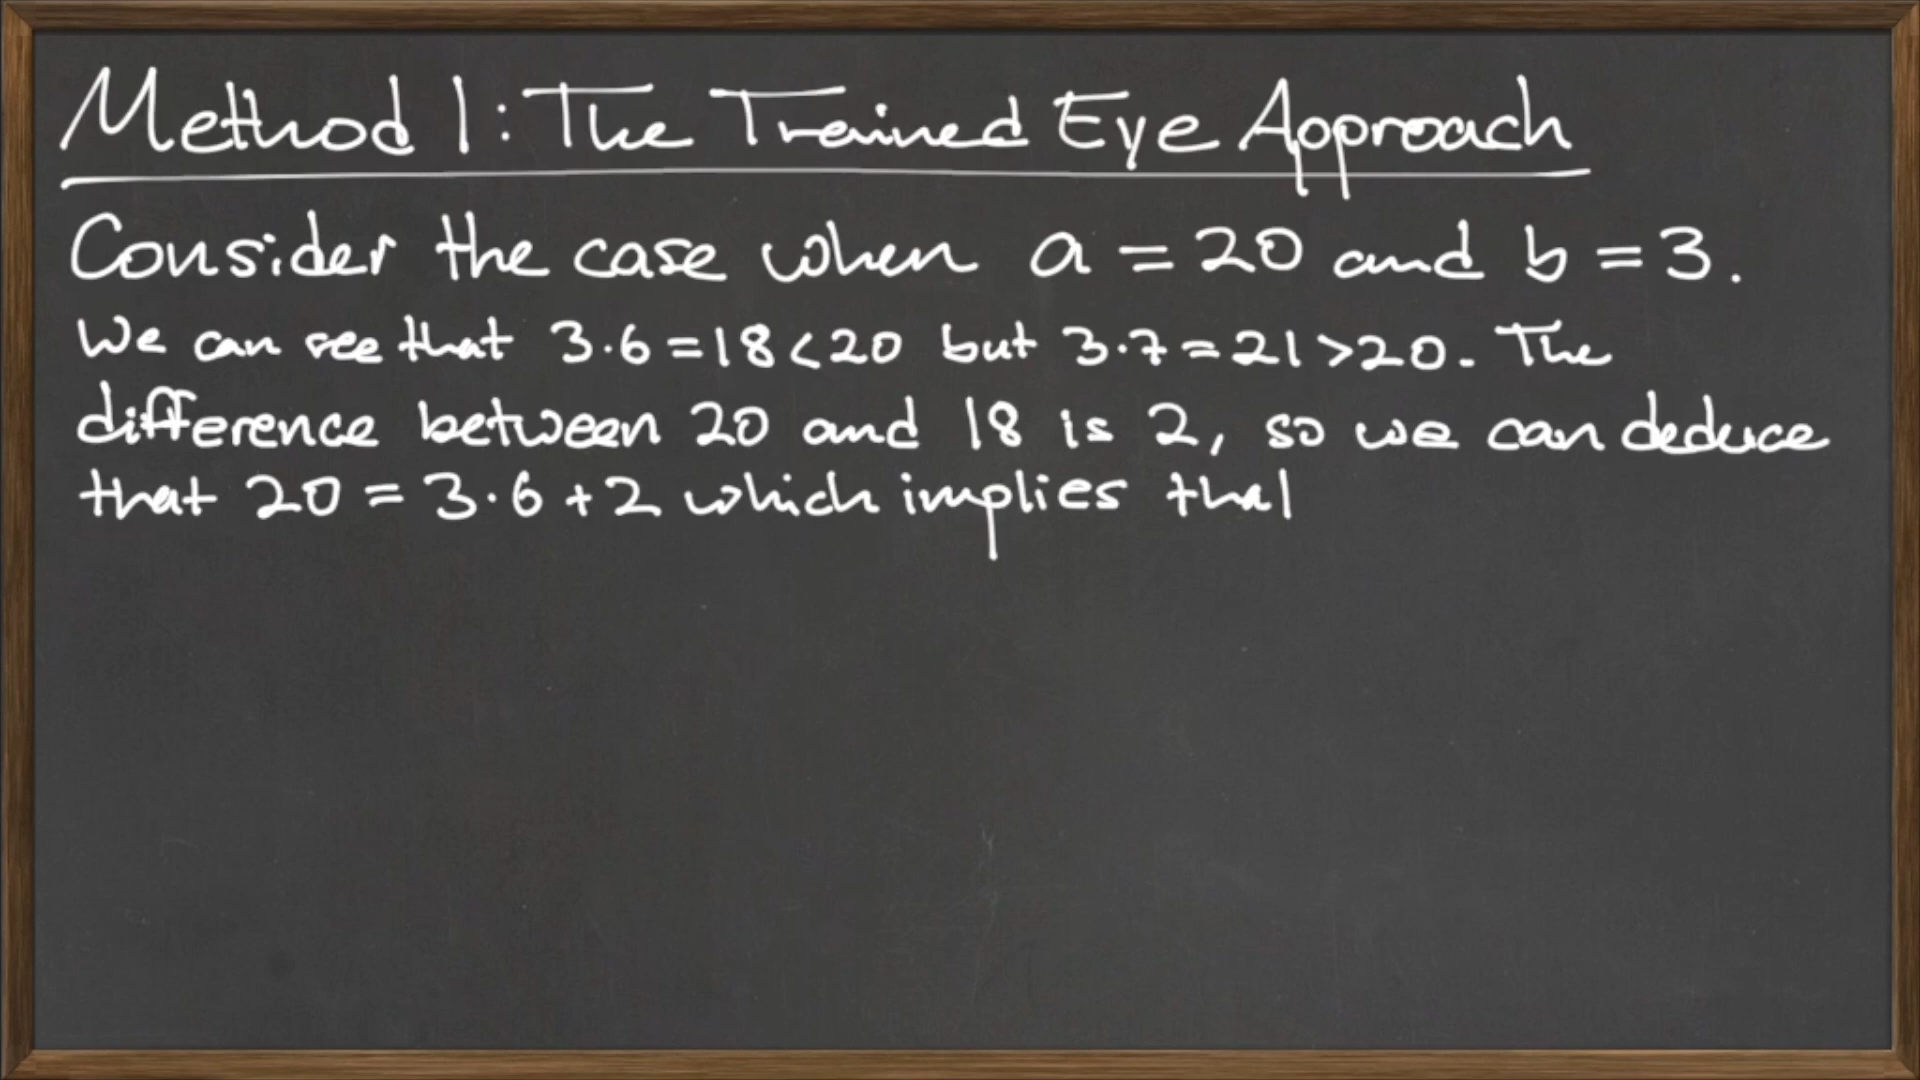 Method 1: The Trained Eye Approach
Consider the case when a = 20 and b = 3.
We can see that 3·6 = 18 < 20 but 3·7 = 21 > 20. The
difference between 20 and 18 is 2, so we can deduce
that 20 = 3·6 + 2 which implies that